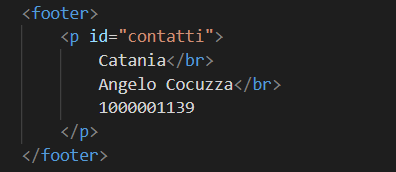 <footer>
<p id="contatti">
Catania</br>
Angelo Cocuzza</br>
1000001139
</p>
</footer>